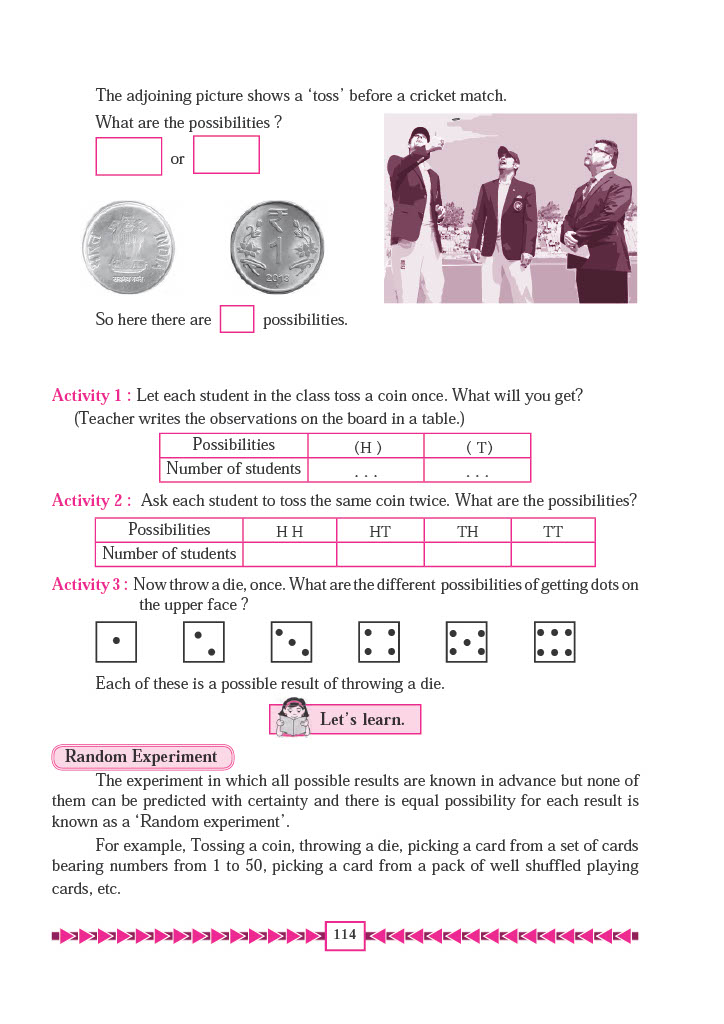 The adjoining picture shows a ‘toss’ before a cricket match.
What are the possibilities ?
or
भारत INDIA
सत्यमेव जयते
₹
1
2013
So here there are possibilities.
Activity 1 : Let each student in the class toss a coin once. What will you get?
(Teacher writes the observations on the board in a table.)
Possibilities (H ) ( T)
Number of students . . . . . .
Activity 2 : Ask each student to toss the same coin twice. What are the possibilities?
Possibilities H H HT TH TT
Number of students
Activity 3 : Now throw a die, once. What are the different possibilities of getting dots on
the upper face ?
Each of these is a possible result of throwing a die.
Let’s learn.
Random Experiment
The experiment in which all possible results are known in advance but none of
them can be predicted with certainty and there is equal possibility for each result is
known as a ‘Random experiment’.
For example, Tossing a coin, throwing a die, picking a card from a set of cards
bearing numbers from 1 to 50, picking a card from a pack of well shuffled playing
cards, etc.
114